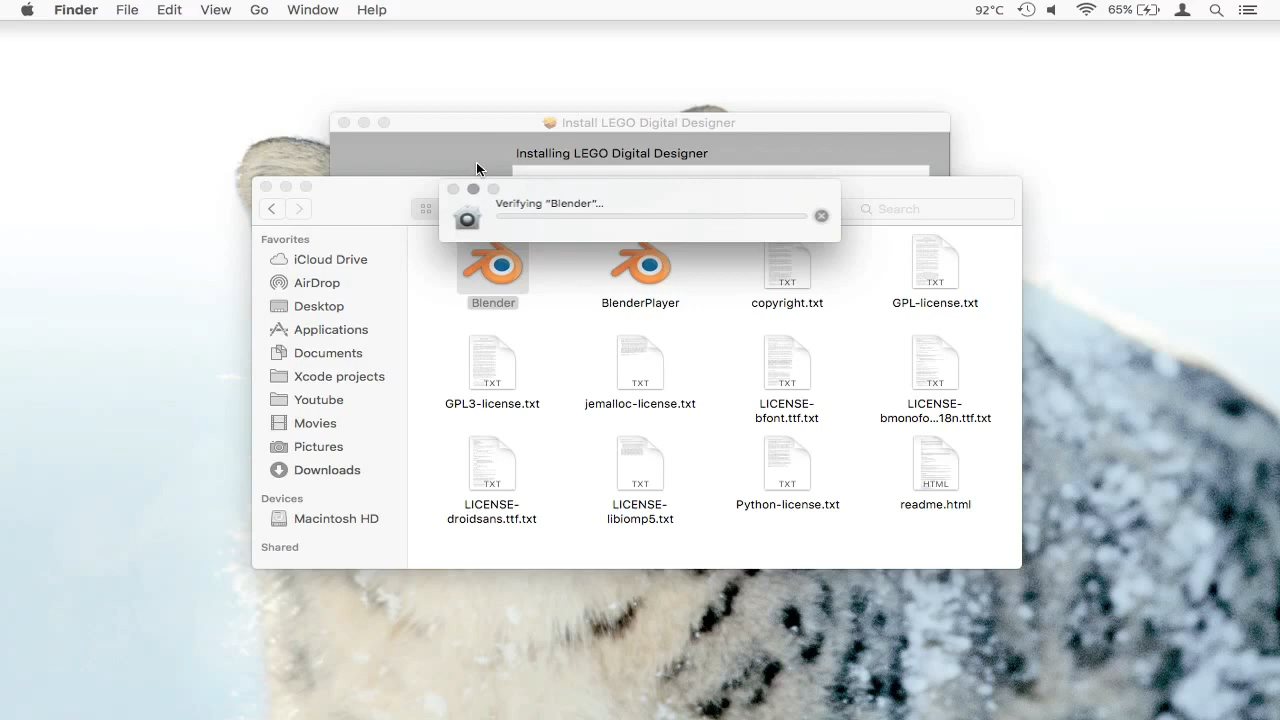 Finder File Edit View Go Window Help 92°C 65%
Install LEGO Digital Designer
Installing LEGO Digital Designer
Verifying "Blender"...
Search
Favorites
iCloud Drive
AirDrop
Desktop
Applications
Documents
Xcode projects
Youtube
Movies
Pictures
Downloads
Devices
Macintosh HD
Shared
Blender
BlenderPlayer
TXT
copyright.txt
TXT
GPL-license.txt
TXT
GPL3-license.txt
TXT
jemalloc-license.txt
TXT
LICENSE-
bfont.ttf.txt
TXT
LICENSE-
bmonofo...18n.ttf.txt
TXT
LICENSE-
droidsans.ttf.txt
TXT
LICENSE-
libiomp5.txt
TXT
Python-license.txt
HTML
readme.html